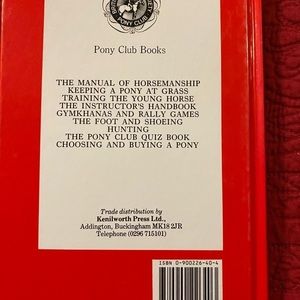 PONY CLUB
Pony Club Books
THE MANUAL OF HORSEMANSHIP
KEEPING A PONY AT GRASS
TRAINING THE YOUNG HORSE
THE INSTRUCTOR'S HANDBOOK
GYMKHANAS AND RALLY GAMES
THE FOOT AND SHOEING
HUNTING
THE PONY CLUB QUIZ BOOK
CHOOSING AND BUYING A PONY
Trade distribution by
Kenilworth Press Ltd.,
Addington, Buckingham MK18 2JR
Telephone (0296 715101)
ISBN 0-900226-40-4